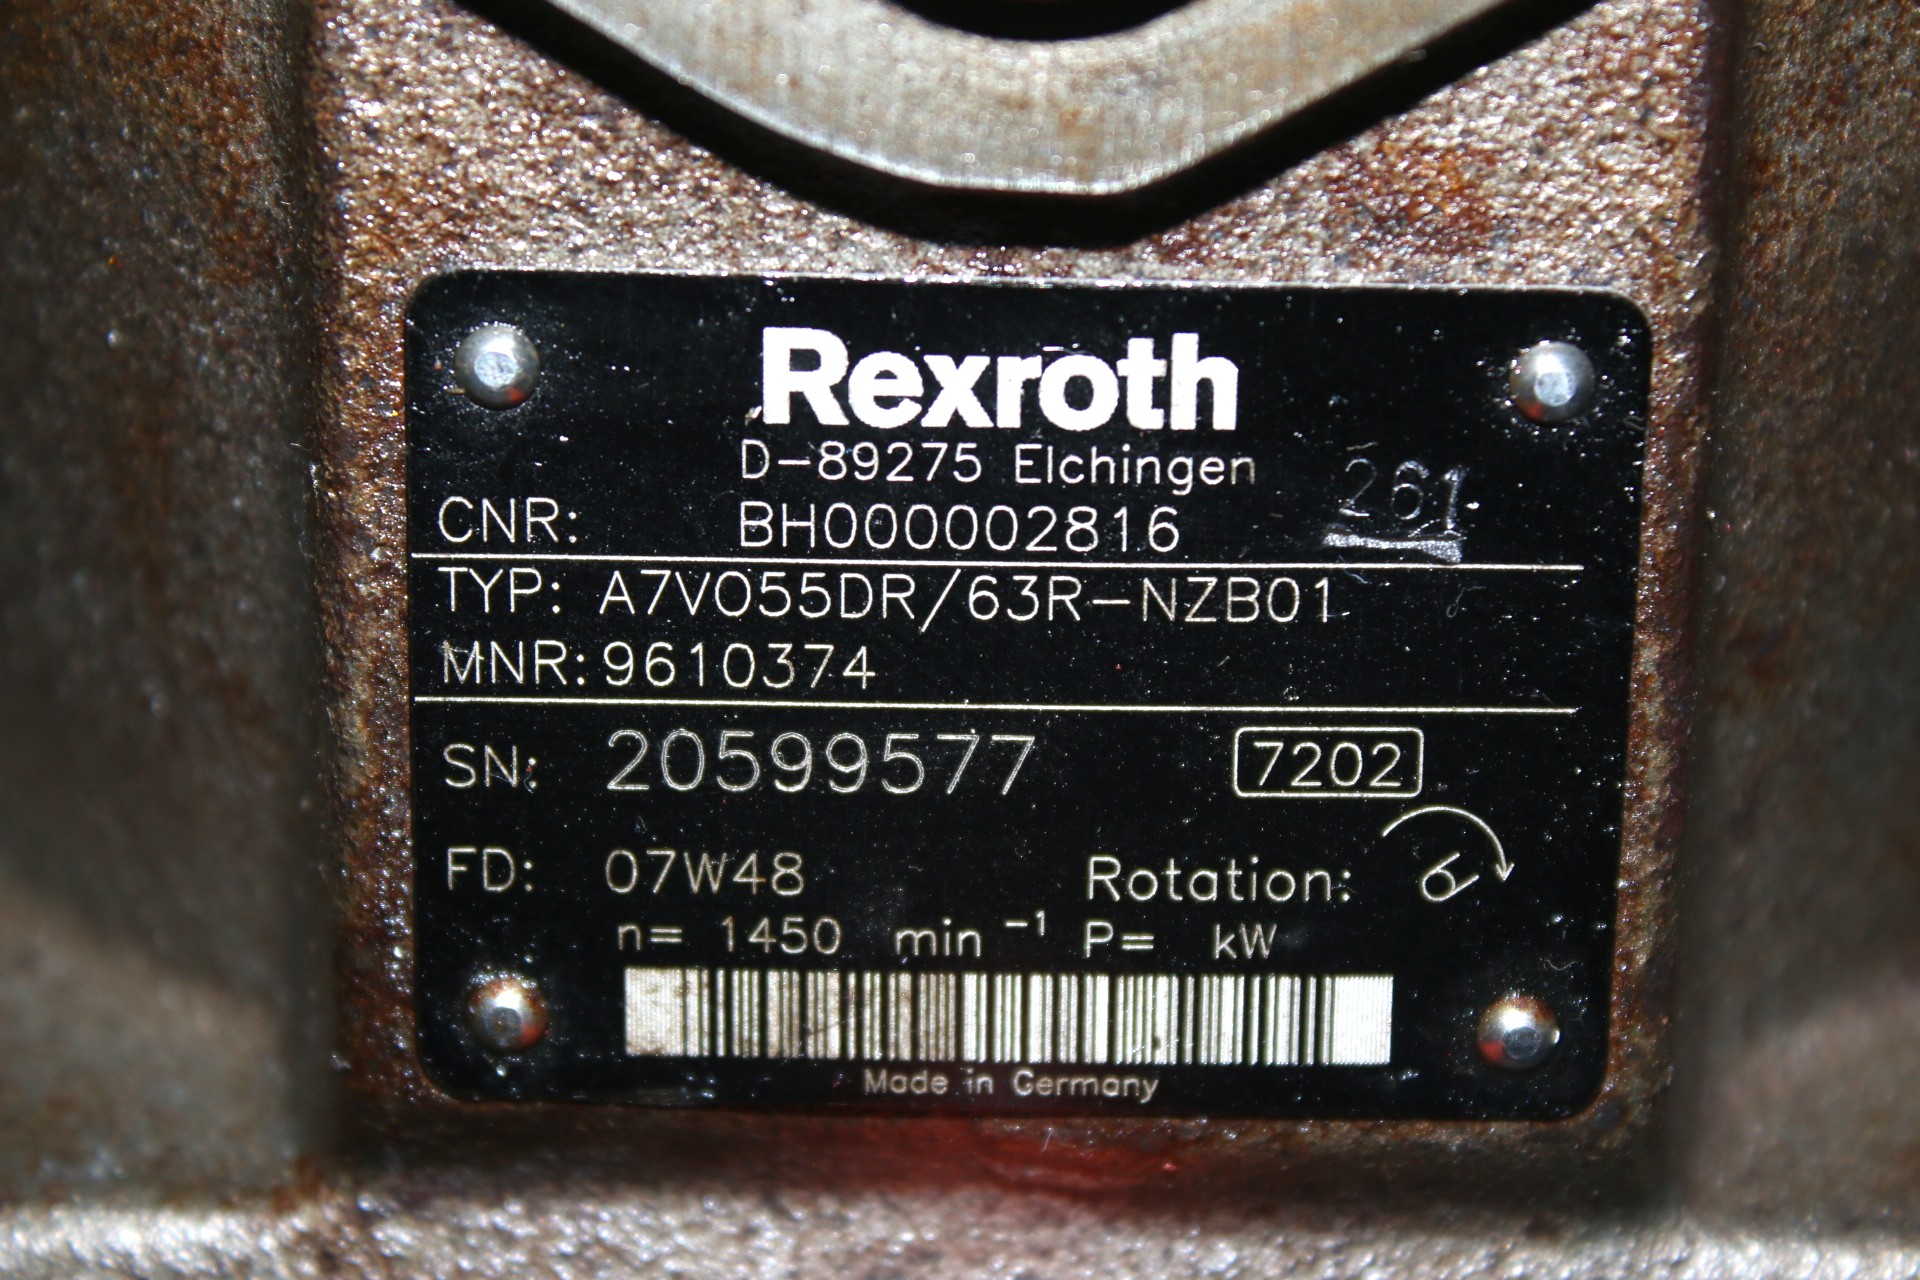 Rexroth
D-89275 Elchingen
261
CNR: BH000002816
TYP: A7VO55DR/63R-NZB01
MNR: 9610374
SN: 20599577 7202
FD: 07W48 Rotation:
n= 1450 min -1 P= kW
Made in Germany